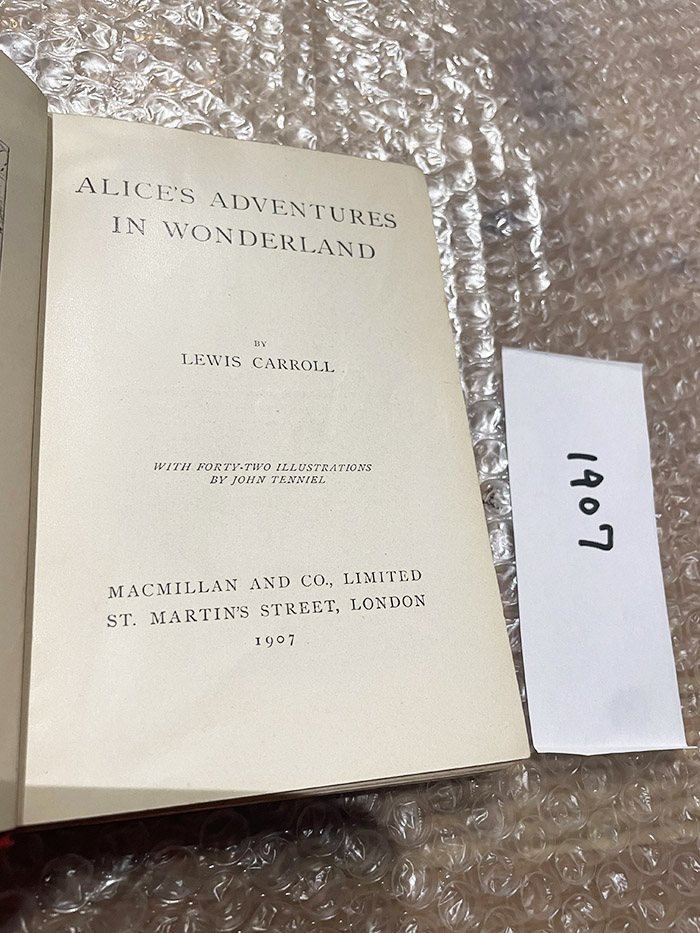 ALICE'S ADVENTURES
IN WONDERLAND
BY
LEWIS CARROLL
WITH FORTY-TWO ILLUSTRATIONS
BY JOHN TENNIEL
MACMILLAN AND CO., LIMITED
ST. MARTIN'S STREET, LONDON
1907
1907